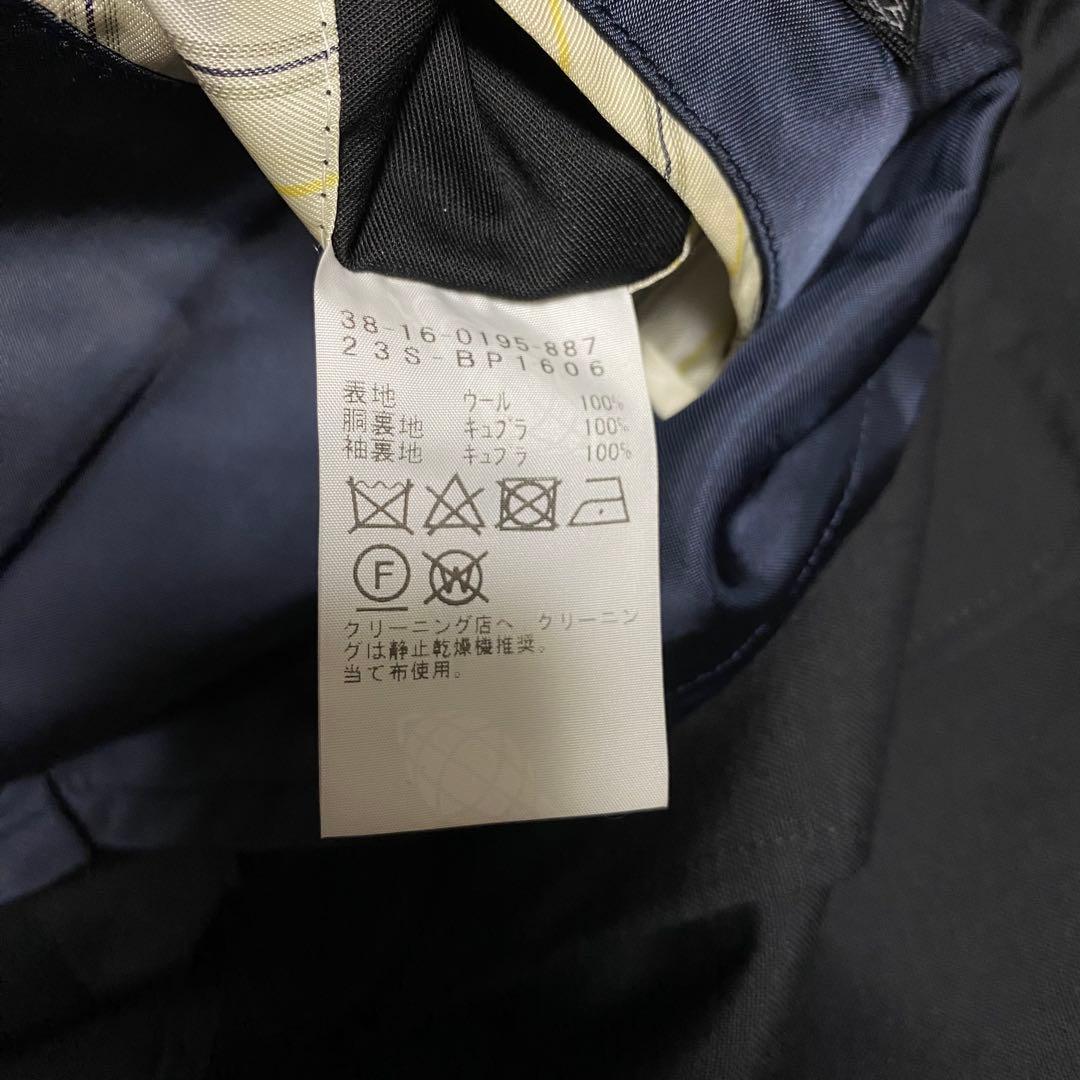 38-16-0195-887
23S-BP1606
表地 ウール 100%
胴裏地 キュプラ 100%
袖裏地 キュプラ 100%
F W
クリーニング店へ クリーニン
グは静止乾燥機推奨。
当て布使用。